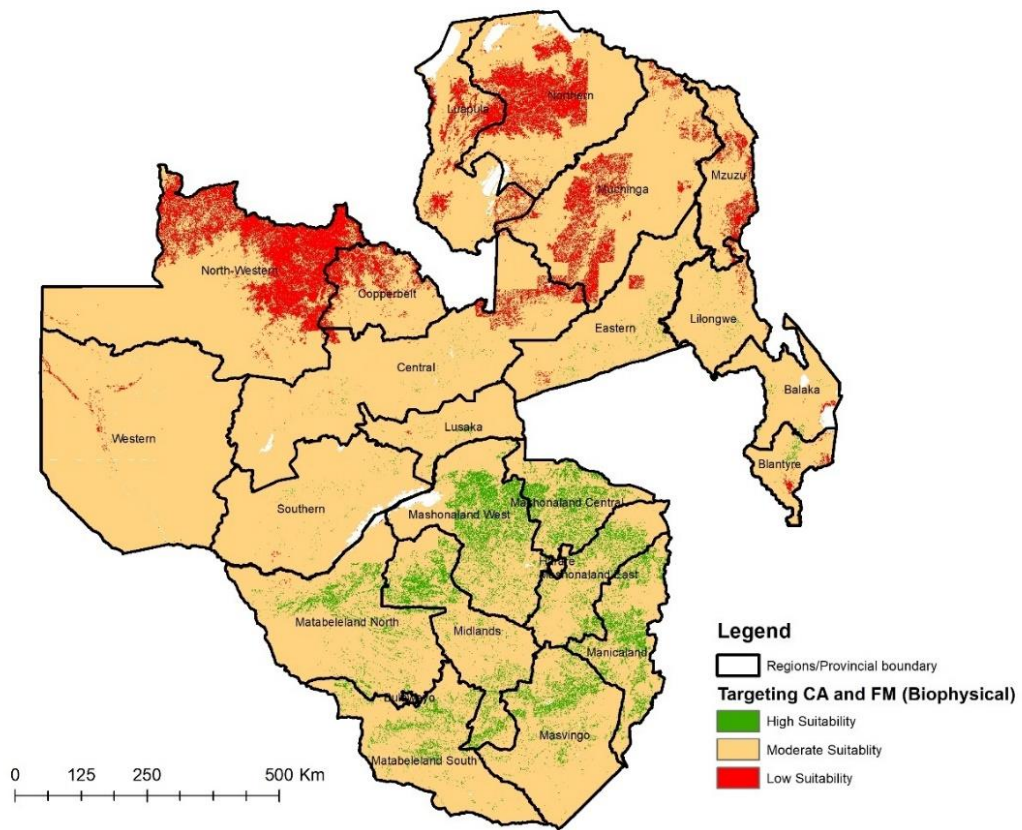 Northern
Luapula
Muchinga
Mzuzu
North-Western
Copperbelt
Eastern
Lilongwe
Central
Balaka
Lusaka
Western
Blantyre
Southern
Mashonaland West
Mashonaland Central
Harare
Mashonaland East
Matabeleland North
Midlands
Manicaland
Bulawayo
Masvingo
Matabeleland South
Legend
Regions/Provincial boundary
Targeting CA and FM (Biophysical)
High Suitability
Moderate Suitablity
Low Suitability
0 125 250 500 Km